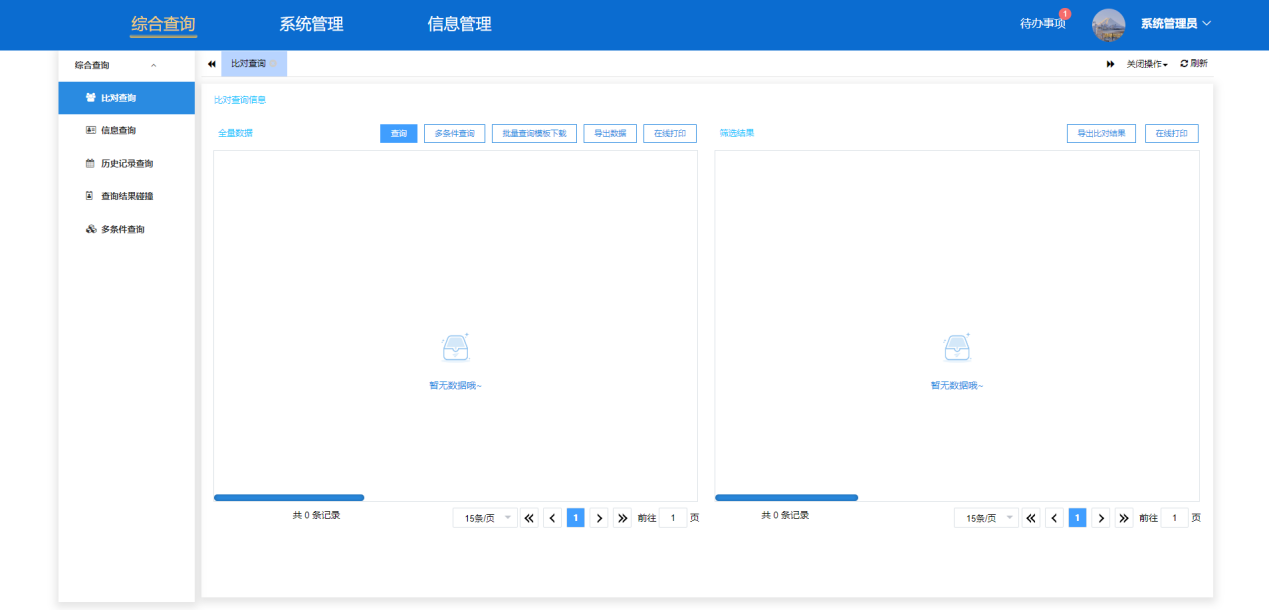 综合查询 系统管理 信息管理 待办事项 1 系统管理员
综合查询
比对查询
信息查询
历史记录查询
查询结果碰撞
多条件查询
比对查询 关闭操作 刷新
比对查询信息
全量数据 查询 多条件查询 批量查询模板下载 导出数据 在线打印
筛选结果 导出比对结果 在线打印
暂无数据哦~
暂无数据哦~
共 0 条记录 15条/页 1 前往 1 页
共 0 条记录 15条/页 1 前往 1 页